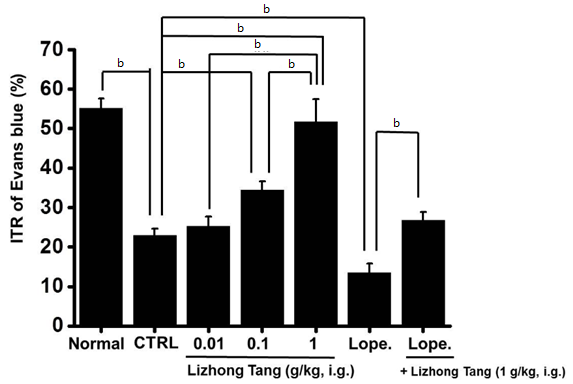 b
b
b
b
b
b
b
70
60
50
40
30
20
10
0
ITR of Evans blue (%)
Normal CTRL 0.01 0.1 1 Lope. Lope.
Lizhong Tang (g/kg, i.g.)
+ Lizhong Tang (1 g/kg, i.g.)